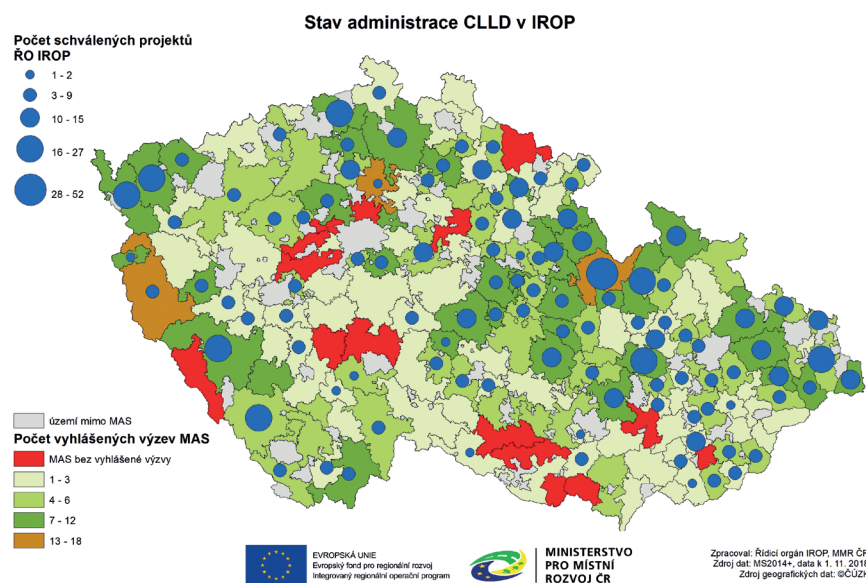 Stav administrace CLLD v IROP
Počet schválených projektů
ŘO IROP
1 - 2
3 - 9
10 - 15
16 - 27
28 - 52
území mimo MAS
Počet vyhlášených výzev MAS
MAS bez vyhlášené výzvy
1 - 3
4 - 6
7 - 12
13 - 18
EVROPSKÁ UNIE
Evropský fond pro regionální rozvoj
Integrovaný regionální operační program
MINISTERSTVO
PRO MÍSTNÍ
ROZVOJ ČR
Zpracoval: Řídicí orgán IROP, MMR ČR
Zdroj dat: MS2014+, data k 1. 11. 201
Zdroj geografických dat: ©ČÚZK